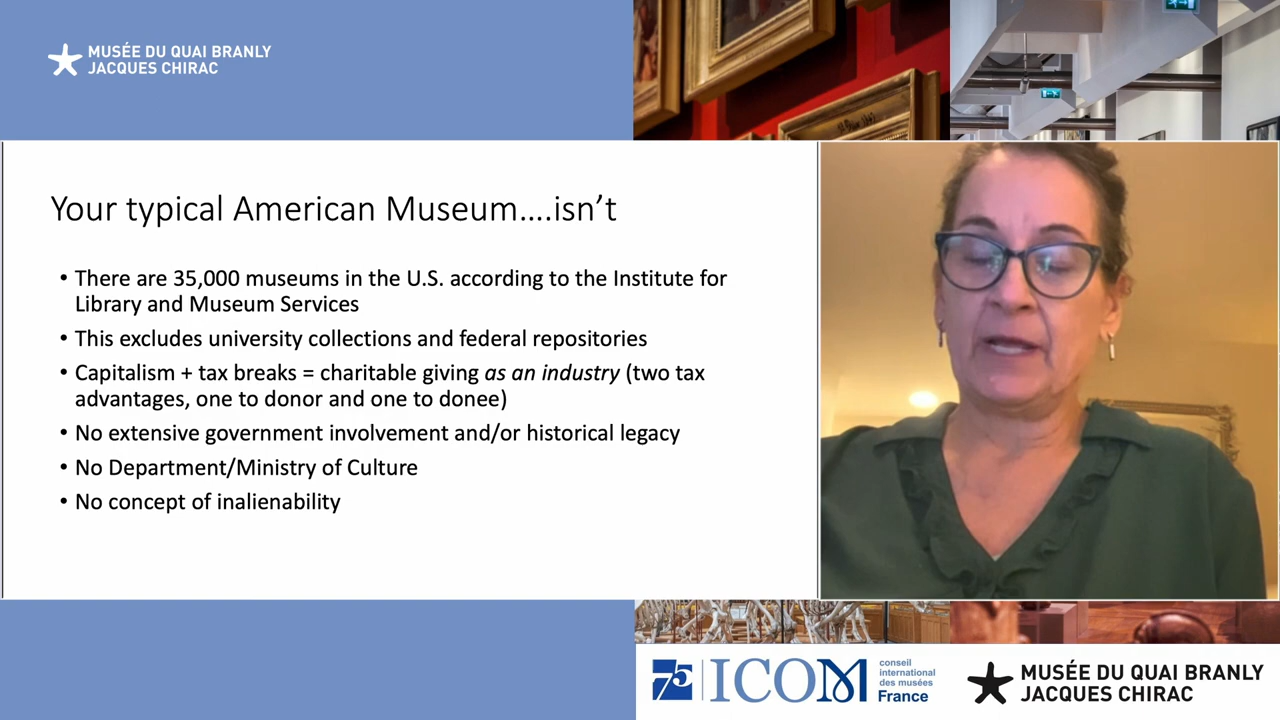 MUSÉE DU QUAI BRANLY
JACQUES CHIRAC
Your typical American Museum….isn’t
• There are 35,000 museums in the U.S. according to the Institute for
Library and Museum Services
• This excludes university collections and federal repositories
• Capitalism + tax breaks = charitable giving as an industry (two tax
advantages, one to donor and one to donee)
• No extensive government involvement and/or historical legacy
• No Department/Ministry of Culture
• No concept of inalienability
75 ICOM
conseil
international
des musées
France
MUSÉE DU QUAI BRANLY
JACQUES CHIRAC